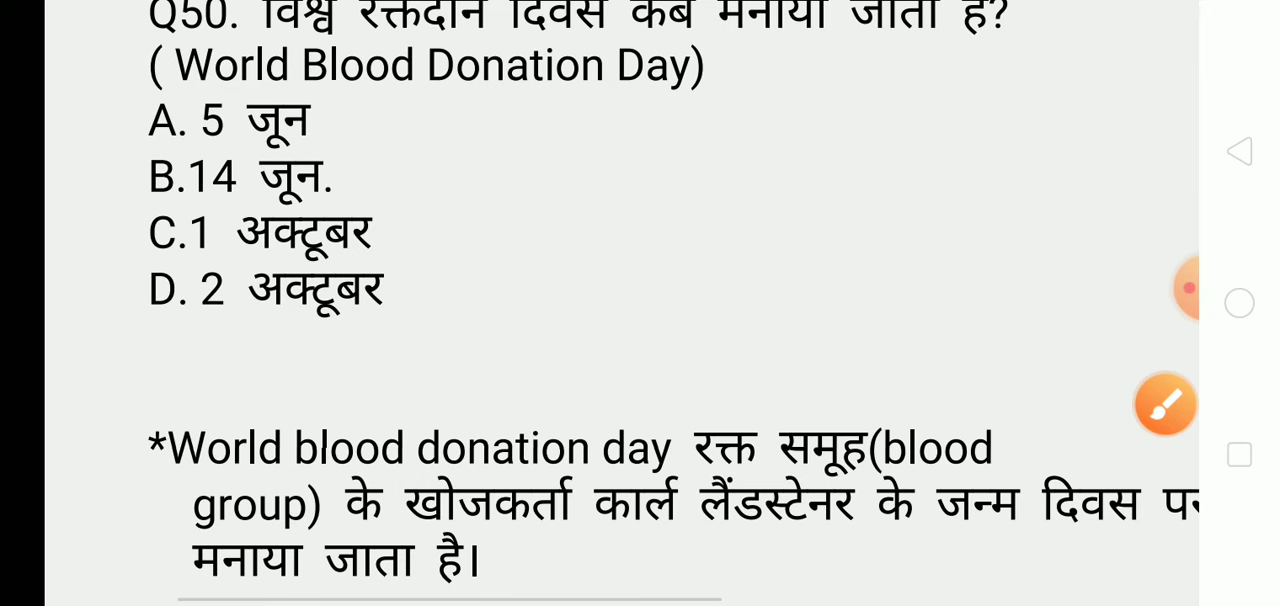 Q50. विश्व रक्तदान दिवस कब मनाया जाता है?
( World Blood Donation Day)
A. 5 जून
B.14 जून.
C.1 अक्टूबर
D. 2 अक्टूबर
*World blood donation day रक्त समूह(blood
group) के खोजकर्ता कार्ल लैंडस्टेनर के जन्म दिवस पर
मनाया जाता है।